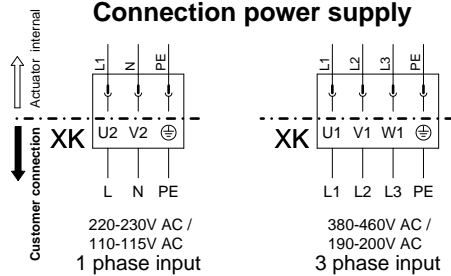 Connection power supply
Actuator internal
Customer connection
L1 N PE
XK U2 V2
L N PE
220-230V AC /
110-115V AC
1 phase input
L1 L2 L3 PE
XK U1 V1 W1
L1 L2 L3 PE
380-460V AC /
190-200V AC
3 phase input